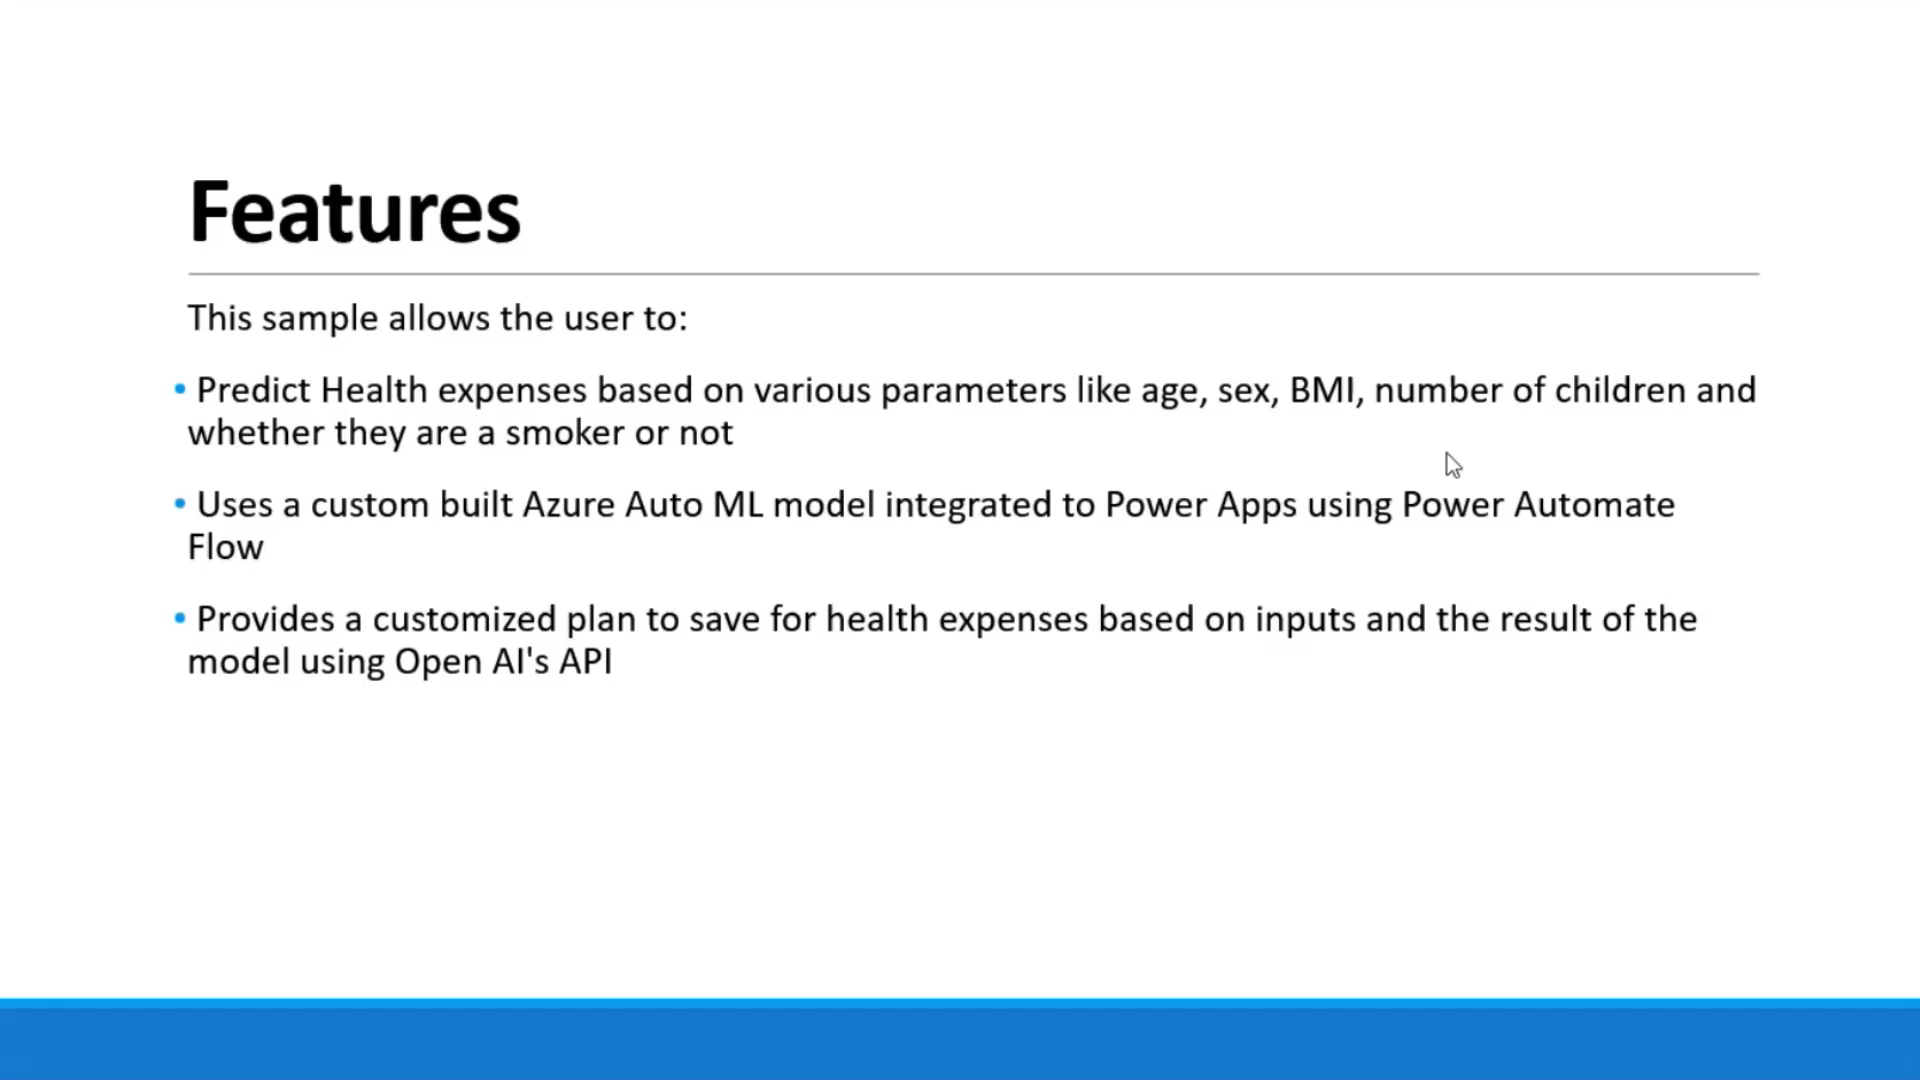 Features
This sample allows the user to:
• Predict Health expenses based on various parameters like age, sex, BMI, number of children and
whether they are a smoker or not
• Uses a custom built Azure Auto ML model integrated to Power Apps using Power Automate
Flow
• Provides a customized plan to save for health expenses based on inputs and the result of the
model using Open AI's API